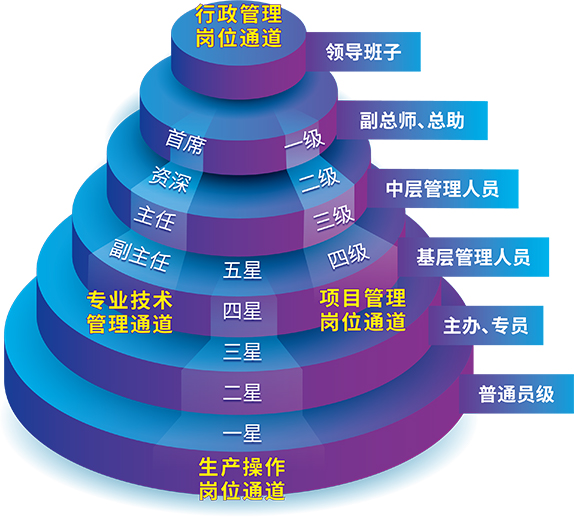 行政管理
岗位通道
领导班子
副总师、总助
首席
一级
资深
二级
中层管理人员
主任
三级
副主任
五星
四级
基层管理人员
专业技术
管理通道
四星
项目管理
岗位通道
主办、专员
三星
二星
普通员级
一星
生产操作
岗位通道